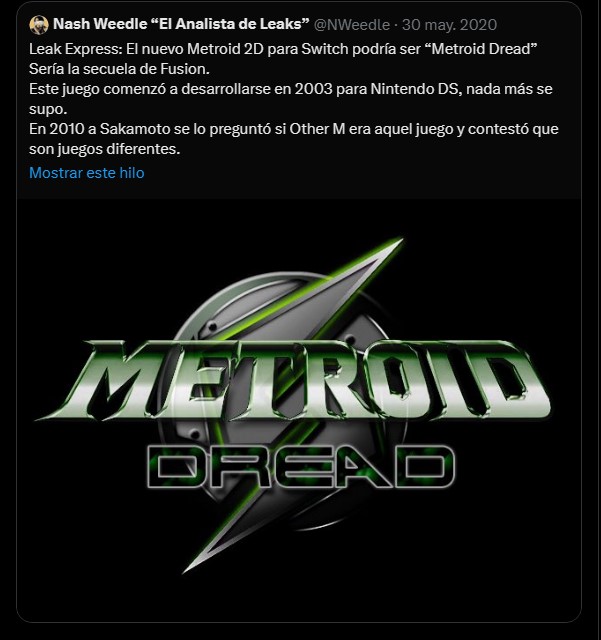 Nash Weedle “El Analista de Leaks” @NWeedle · 30 may. 2020
Leak Express: El nuevo Metroid 2D para Switch podría ser “Metroid Dread”
Sería la secuela de Fusion.
Este juego comenzó a desarrollarse en 2003 para Nintendo DS, nada más se
supo.
En 2010 a Sakamoto se lo preguntó si Other M era aquel juego y contestó que
son juegos diferentes.
Mostrar este hilo
METROID
DREAD